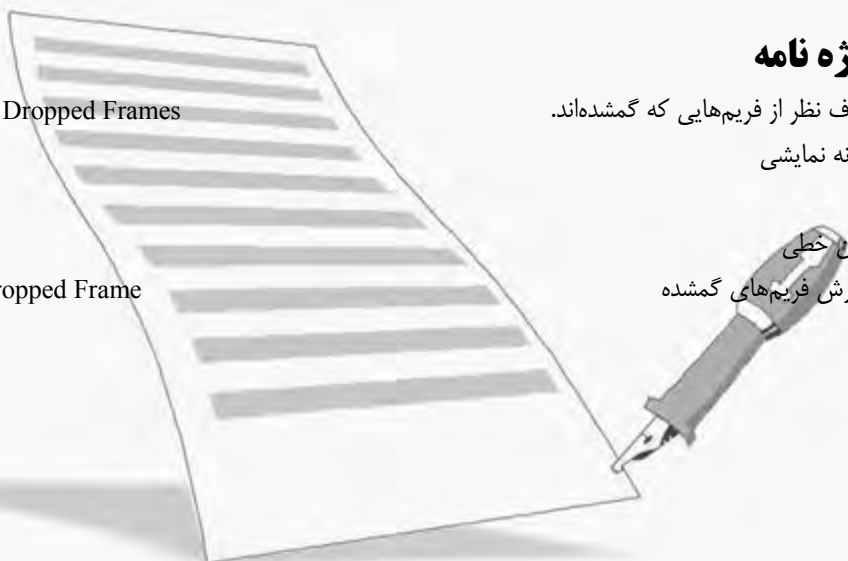 ژه نامه
Dropped Frames
ف نظر از فریم‌هایی که گمشده‌اند.
نه نمایشی
ن خطی
ropped Frame
رش فریم‌های گمشده